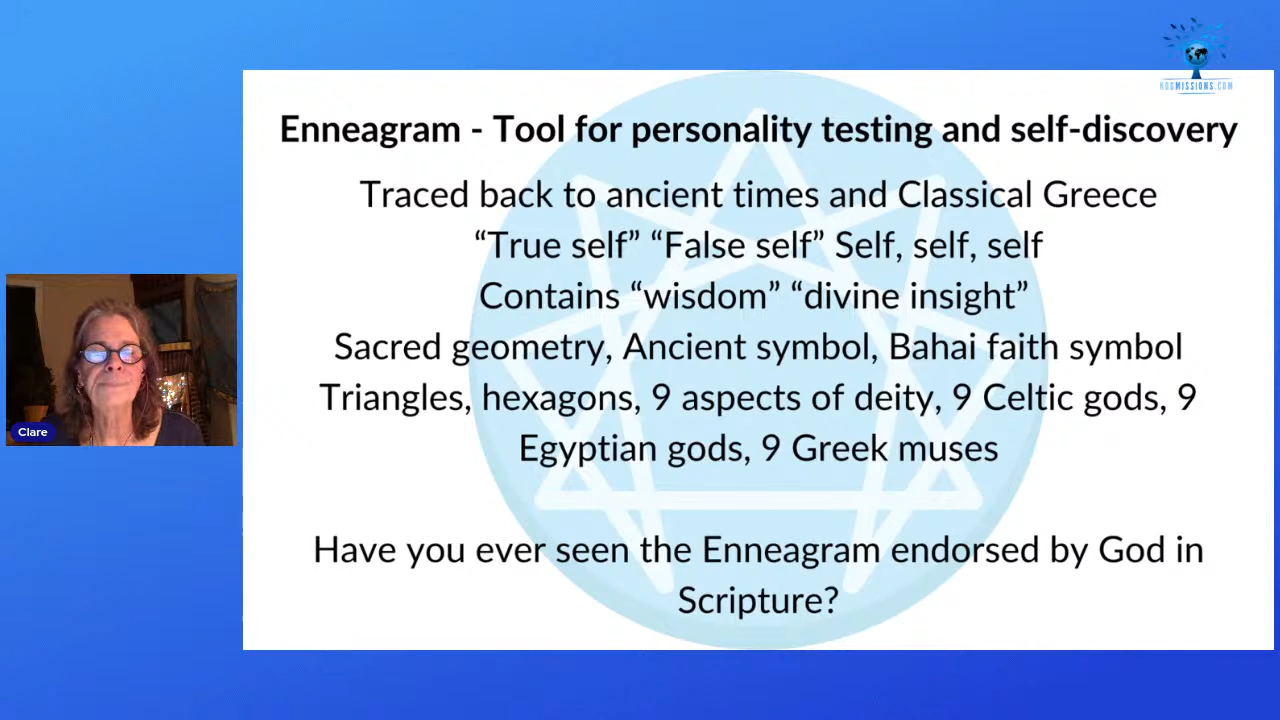 KOGMISSIONS.COM
Enneagram - Tool for personality testing and self-discovery
Traced back to ancient times and Classical Greece
“True self” “False self” Self, self, self
Contains “wisdom” “divine insight”
Sacred geometry, Ancient symbol, Bahai faith symbol
Triangles, hexagons, 9 aspects of deity, 9 Celtic gods, 9
Egyptian gods, 9 Greek muses
Have you ever seen the Enneagram endorsed by God in
Scripture?
Clare